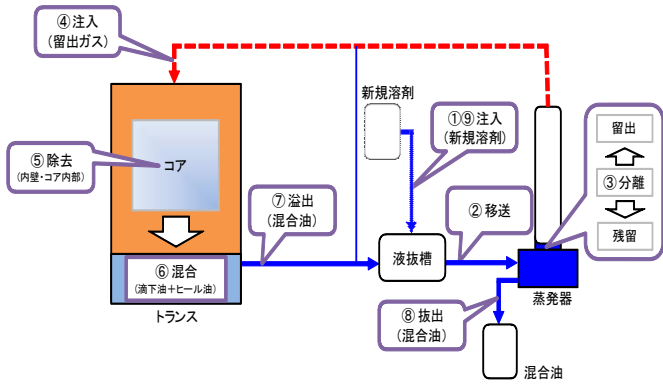 ④注入
(留出ガス)
新規溶剤
①⑨注入
(新規溶剤)
留出
③分離
残留
コア
⑤除去
(内壁・コア内部)
⑦溢出
(混合油)
②移送
液抜槽
⑥混合
(滴下油＋ヒール油)
トランス
蒸発器
⑧抜出
(混合油)
混合油